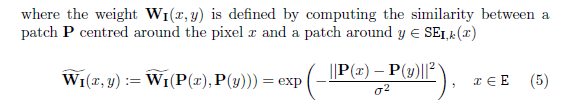 where the weight W_I(x, y) is defined by computing the similarity between a
patch P centred around the pixel x and a patch around y ∈ SE_{I,k}(x)
W̃_I(x, y) := W̃_I(P(x), P(y))) = exp (−||P(x) − P(y)||² / σ²), x ∈ E (5)